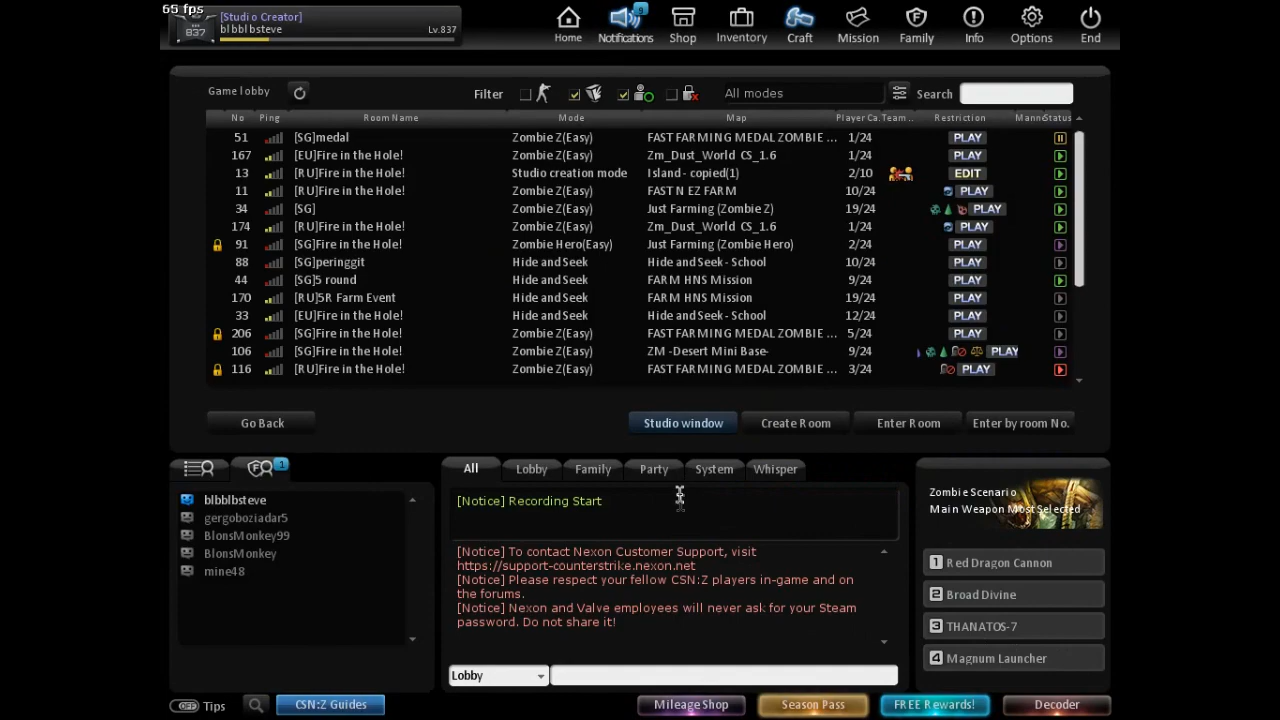 65 fps
[Studio Creator]
blbblbsteve
837
Lv.837
9
Home Notifications Shop Inventory Craft Mission Family Info Options End
Game lobby Filter All modes Search
No Ping Room Name Mode Map Player Ca.. Team .. Restriction Mann Status
51 [SG]medal Zombie Z(Easy) FAST FARMING MEDAL ZOMBIE ... 1/24 PLAY
167 [EU]Fire in the Hole! Zombie Z(Easy) Zm_Dust_World CS_1.6 1/24 PLAY
13 [RU]Fire in the Hole! Studio creation mode Island - copied(1) 2/10 EDIT
11 [RU]Fire in the Hole! Zombie Z(Easy) FAST N EZ FARM 10/24 PLAY
34 [SG] Zombie Z(Easy) Just Farming (Zombie Z) 19/24 PLAY
174 [RU]Fire in the Hole! Zombie Z(Easy) Zm_Dust_World CS_1.6 1/24 PLAY
91 [SG]Fire in the Hole! Zombie Hero(Easy) Just Farming (Zombie Hero) 2/24 PLAY
88 [SG]peringgit Hide and Seek Hide and Seek - School 10/24 PLAY
44 [SG]5 round Hide and Seek FARM HNS Mission 9/24 PLAY
170 [RU]5R Farm Event Hide and Seek FARM HNS Mission 19/24 PLAY
33 [EU]Fire in the Hole! Hide and Seek Hide and Seek - School 12/24 PLAY
206 [SG]Fire in the Hole! Zombie Z(Easy) FAST FARMING MEDAL ZOMBIE ... 5/24 PLAY
106 [SG]Fire in the Hole! Zombie Z(Easy) ZM -Desert Mini Base- 9/24 PLAY
116 [RU]Fire in the Hole! Zombie Z(Easy) FAST FARMING MEDAL ZOMBIE ... 3/24 PLAY
Go Back Studio window Create Room Enter Room Enter by room No.
1
blbblbsteve
gergoboziadar5
BlonsMonkey99
BlonsMonkey
mine48
All Lobby Family Party System Whisper
[Notice] Recording Start
[Notice] To contact Nexon Customer Support, visit
https://support-counterstrike.nexon.net
[Notice] Please respect your fellow CSN:Z players in-game and on
the forums.
[Notice] Nexon and Valve employees will never ask for your Steam
password. Do not share it!
Lobby
Zombie Scenario
Main Weapon Most Selected
1 Red Dragon Cannon
2 Broad Divine
3 THANATOS-7
4 Magnum Launcher
OFF Tips CSN:Z Guides Mileage Shop Season Pass FREE Rewards! Decoder